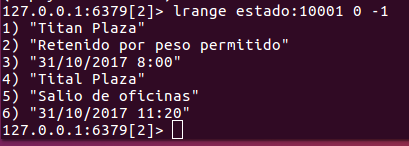 127.0.0.1:6379[2]> lrange estado:10001 0 -1
1) "Titan Plaza"
2) "Retenido por peso permitido"
3) "31/10/2017 8:00"
4) "Tital Plaza"
5) "Salio de oficinas"
6) "31/10/2017 11:20"
127.0.0.1:6379[2]>